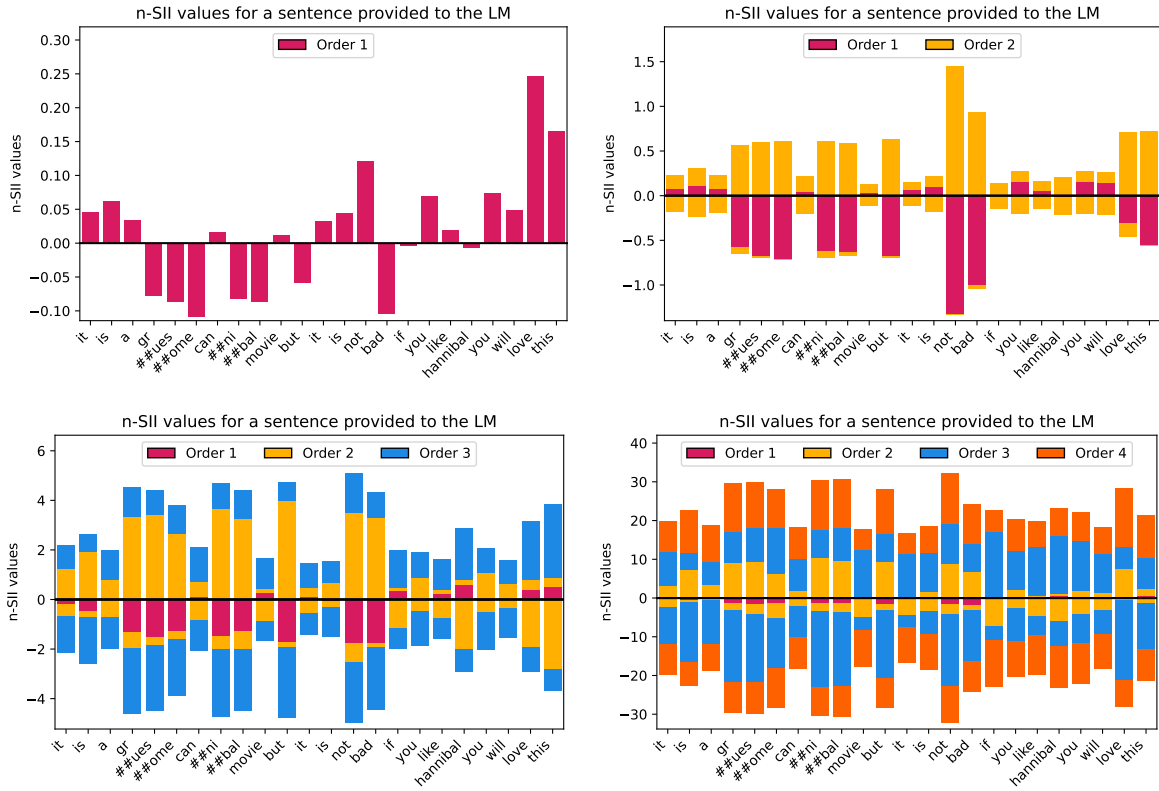 n-SII values for a sentence provided to the LM
Order 1
n-SII values
0.30
0.25
0.20
0.15
0.10
0.05
0.00
−0.05
−0.10
it is a gr ##ues ##ome can ##ni ##bal movie but it is not bad if you like hannibal you will love this
n-SII values for a sentence provided to the LM
Order 1 Order 2
n-SII values
1.5
1.0
0.5
0.0
−0.5
−1.0
it is a gr ##ues ##ome can ##ni ##bal movie but it is not bad if you like hannibal you will love this
n-SII values for a sentence provided to the LM
Order 1 Order 2 Order 3
n-SII values
6
4
2
0
−2
−4
it is a gr ##ues ##ome can ##ni ##bal movie but it is not bad if you like hannibal you will love this
n-SII values for a sentence provided to the LM
Order 1 Order 2 Order 3 Order 4
n-SII values
40
30
20
10
0
−10
−20
−30
it is a gr ##ues ##ome can ##ni ##bal movie but it is not bad if you like hannibal you will love this